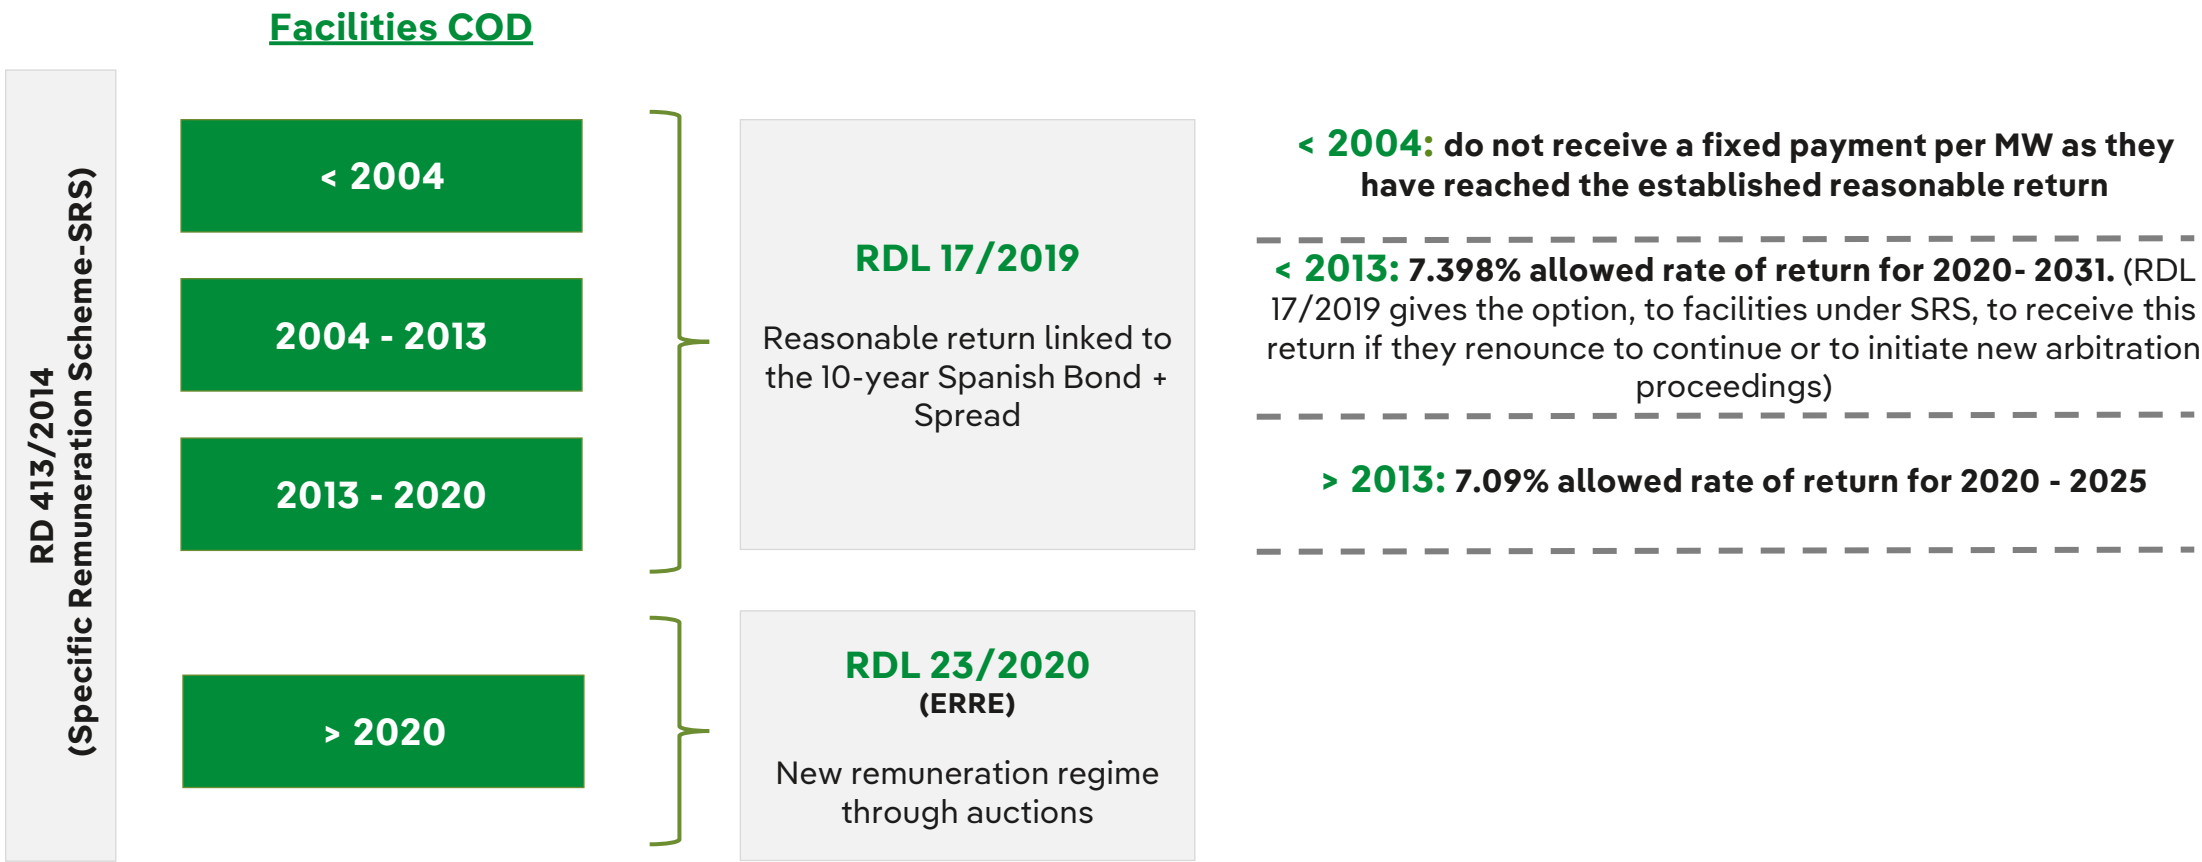 Facilities COD
RD 413/2014
(Specific Remuneration Scheme-SRS)
< 2004
2004 - 2013
2013 - 2020
> 2020
RDL 17/2019
Reasonable return linked to
the 10-year Spanish Bond +
Spread
RDL 23/2020
(ERRE)
New remuneration regime
through auctions
< 2004: do not receive a fixed payment per MW as they
have reached the established reasonable return
< 2013: 7.398% allowed rate of return for 2020- 2031. (RDL
17/2019 gives the option, to facilities under SRS, to receive this
return if they renounce to continue or to initiate new arbitration
proceedings)
> 2013: 7.09% allowed rate of return for 2020 - 2025